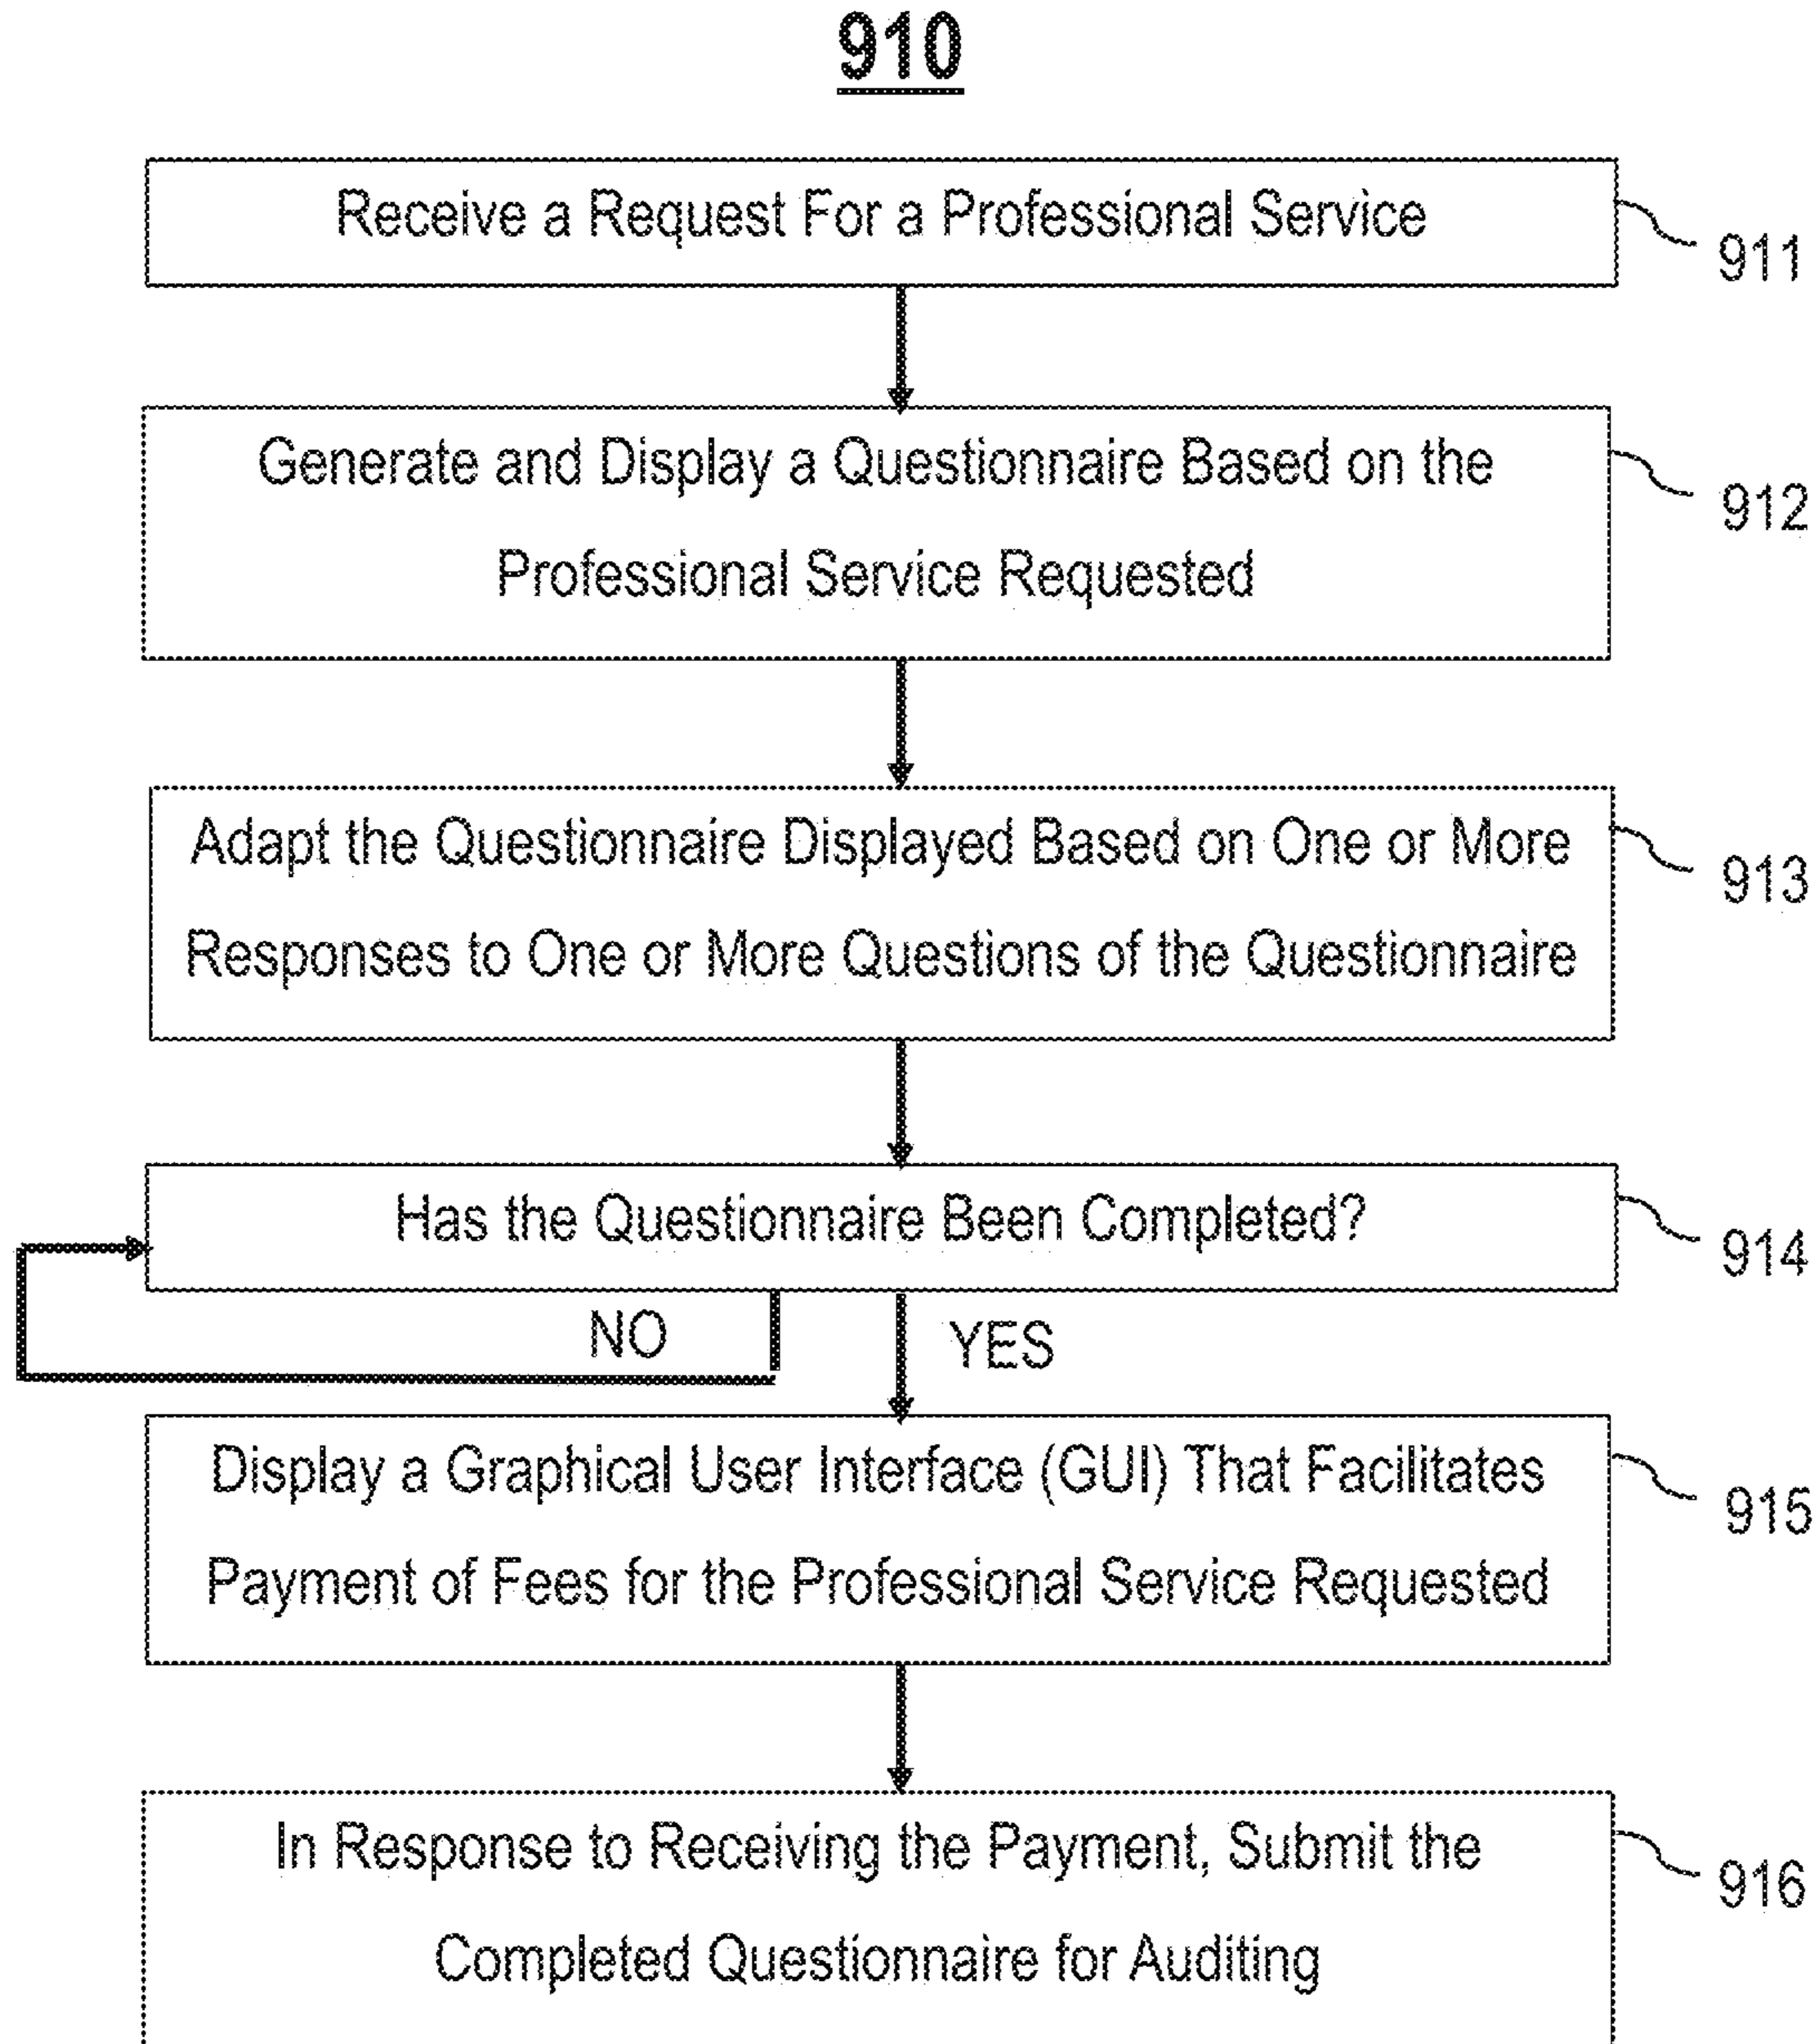 910
Receive a Request For a Professional Service
911
Generate and Display a Questionnaire Based on the
Professional Service Requested
912
Adapt the Questionnaire Displayed Based on One or More
Responses to One or More Questions of the Questionnaire
913
Has the Questionnaire Been Completed?
914
NO
YES
Display a Graphical User Interface (GUI) That Facilitates
Payment of Fees for the Professional Service Requested
915
In Response to Receiving the Payment, Submit the
Completed Questionnaire for Auditing
916